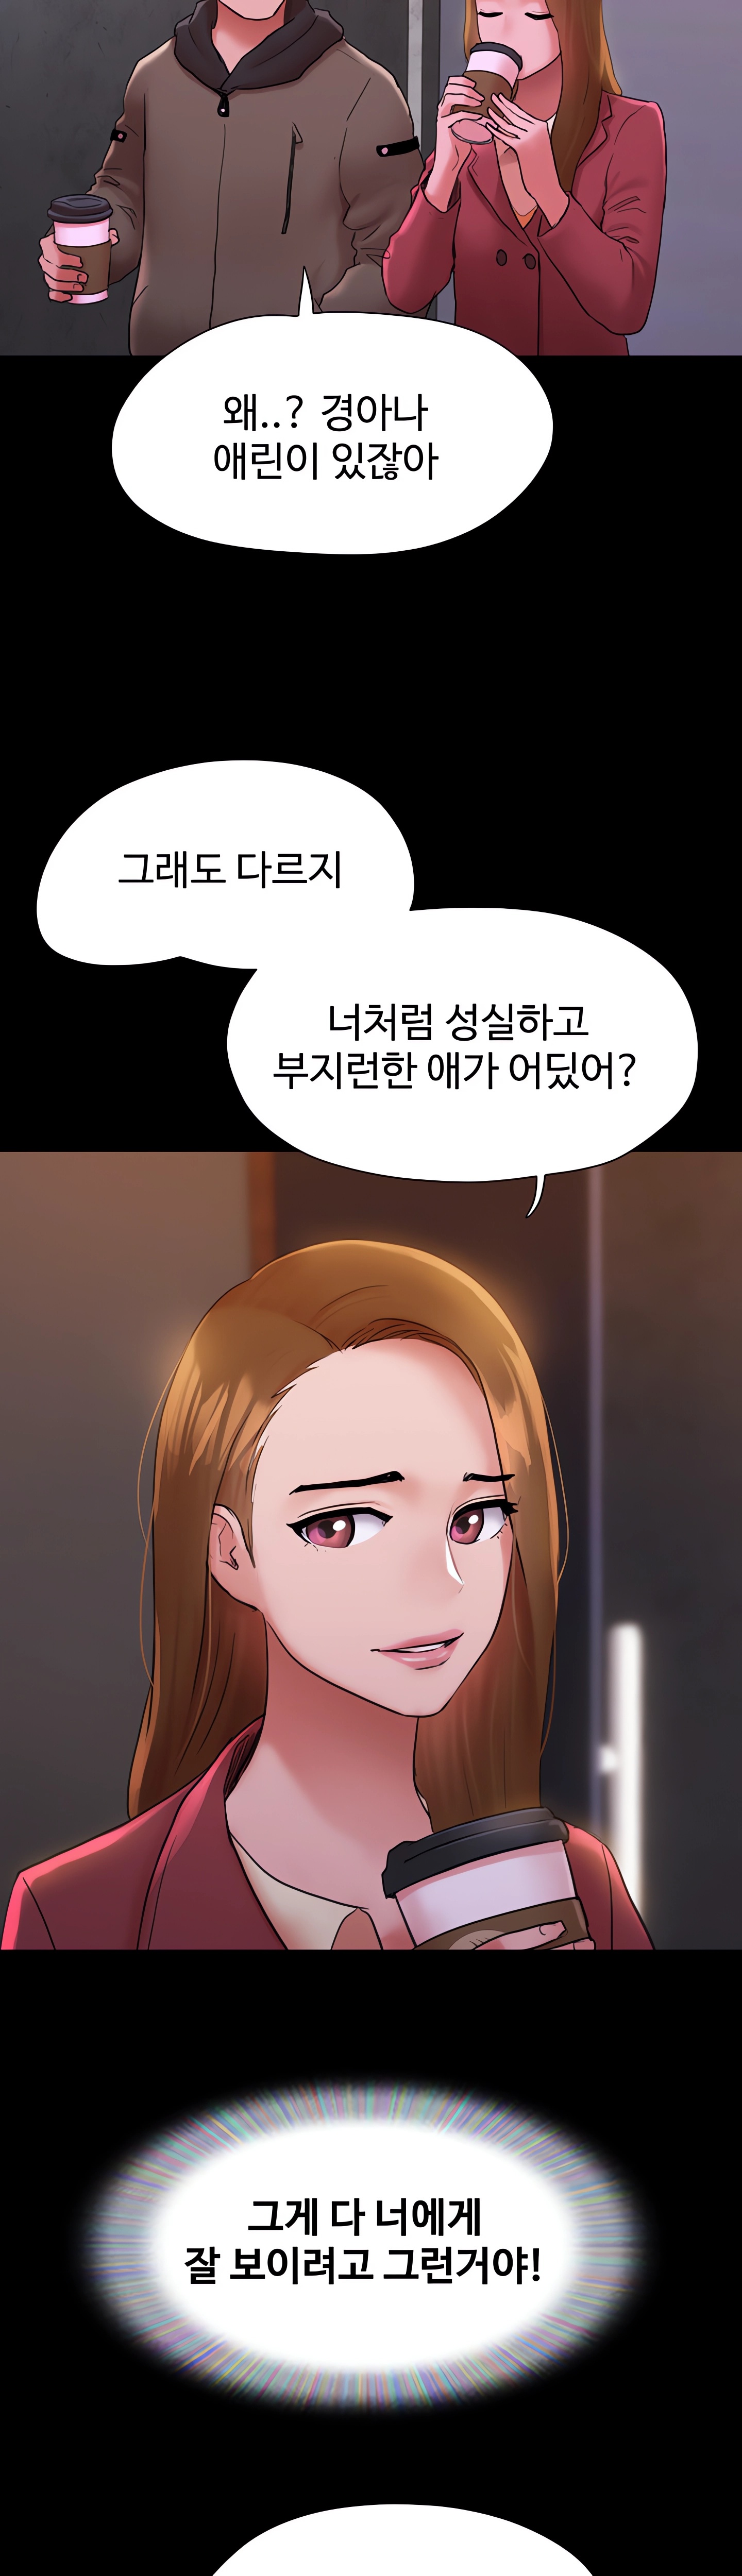 왜..? 경아나
애린이 있잖아
그래도 다르지
너처럼 성실하고
부지런한 애가 어딨어?
그게 다 너에게
잘 보이려고 그런거야!